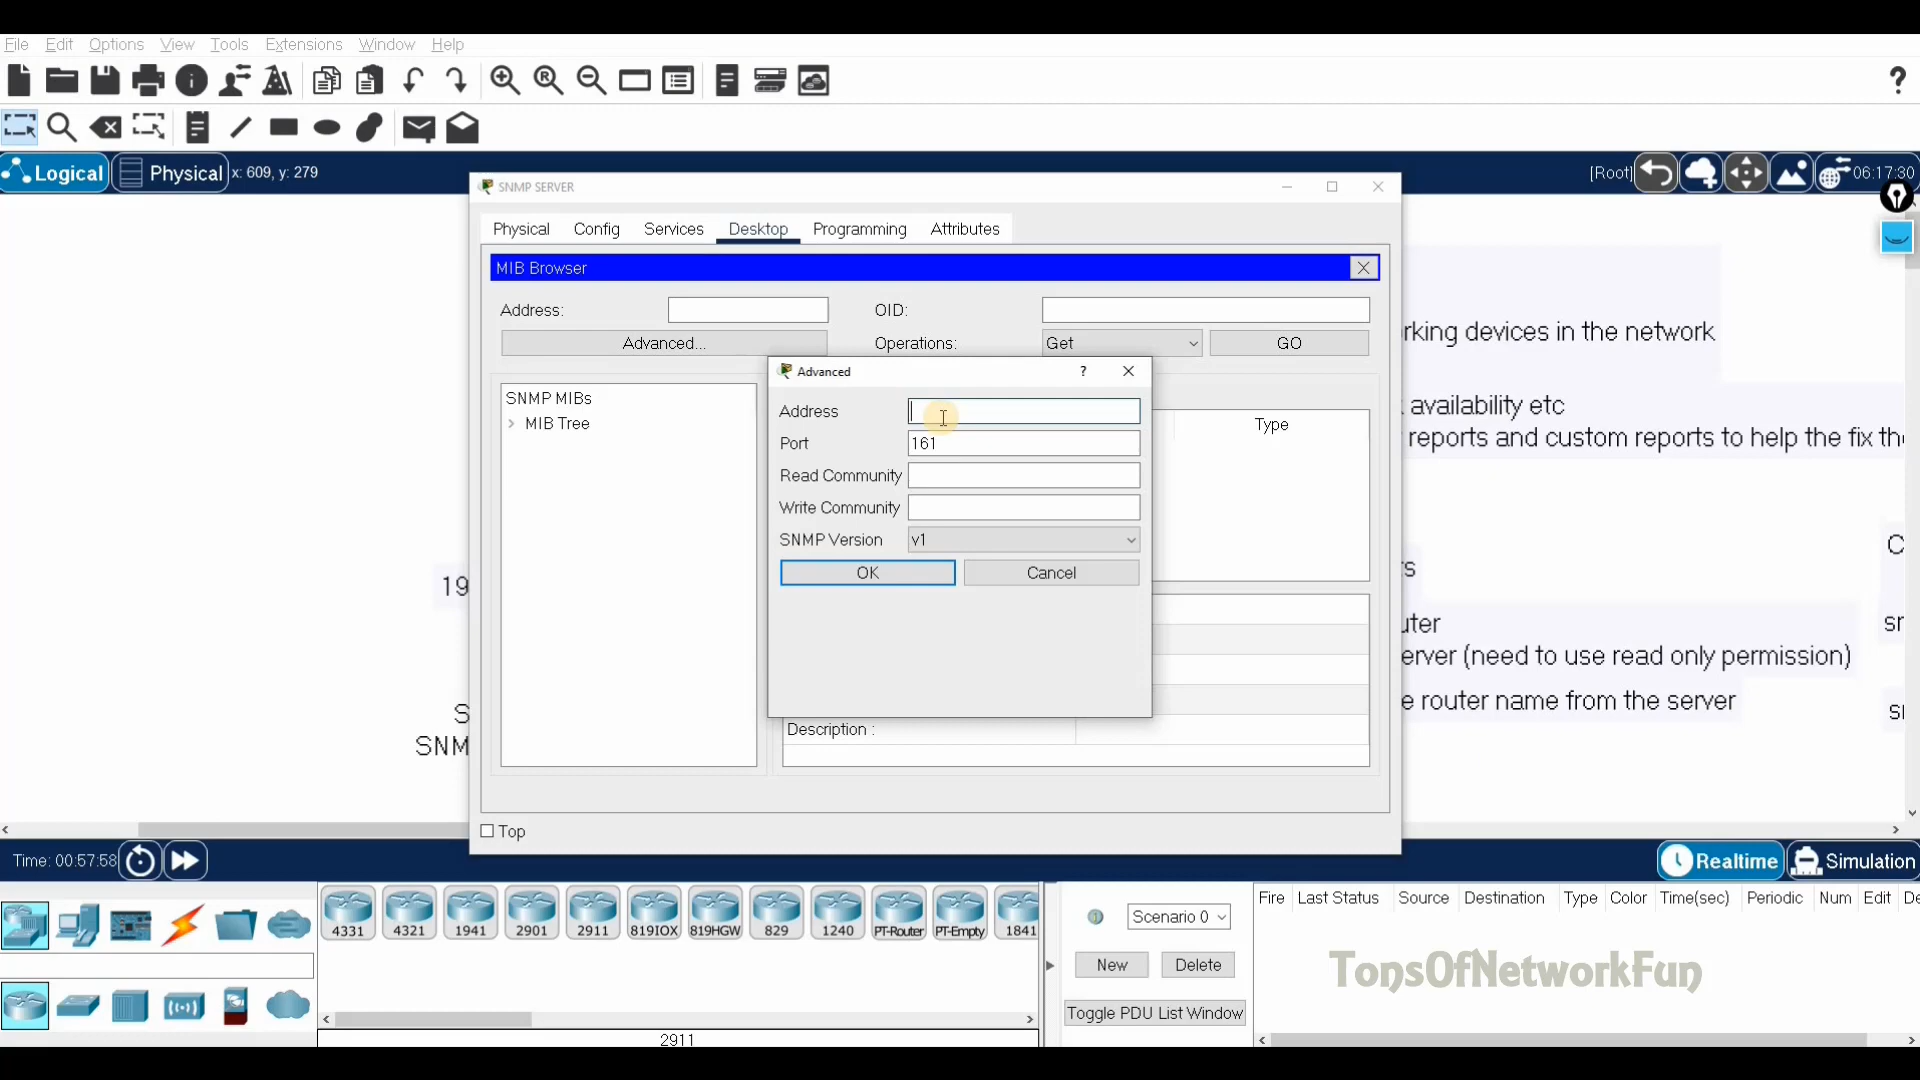 File Edit Options View Tools Extensions Window Help
Logical Physical x: 609, y: 279 [Root] 06:17:30
SNMP SERVER
Physical Config Services Desktop Programming Attributes
MIB Browser
Address: OID:
Advanced... Operations: Get GO
rking devices in the network
Advanced
SNMP MIBs
MIB Tree
Address
Port 161
Read Community
Write Community
SNMP Version v1
OK Cancel
Type
availability etc
reports and custom reports to help the fix th
19
uter
erver (need to use read only permission)
e router name from the server
SNM
Description :
Top
Time: 00:57:58 Realtime Simulation
4331 4321 1941 2901 2911 819IOX 819HGW 829 1240 PT-Router PT-Empty 1841
2911
Scenario 0
New Delete
Toggle PDU List Window
Fire Last Status Source Destination Type Color Time(sec) Periodic Num Edit De
TonsOfNetworkFun